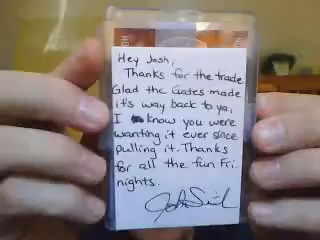 Hey Josh,
Thanks for the trade
Glad the Gates made
it's way back to ya,
I know you were
wanting it ever since
pulling it. Thanks
for all the fun Fri.
nights.